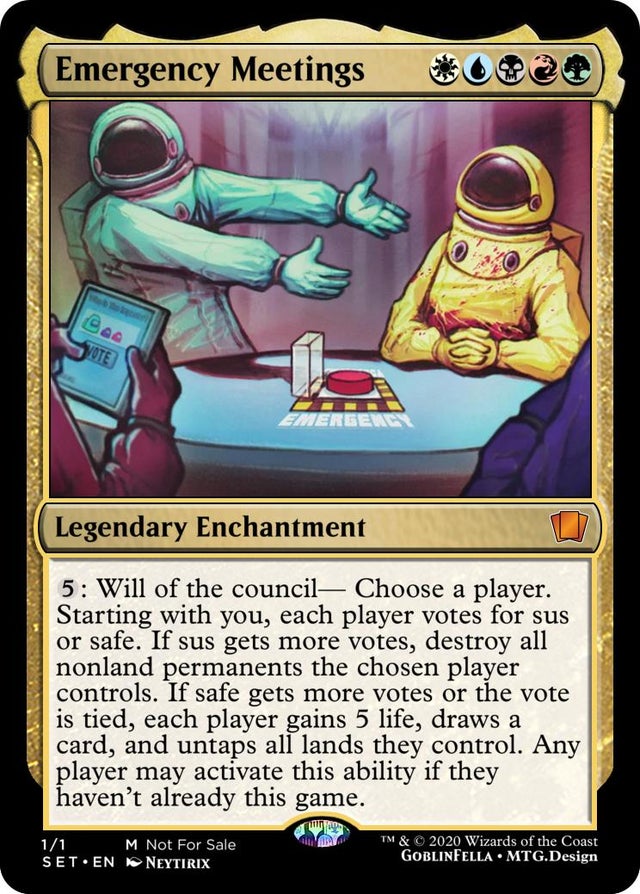 Emergency Meetings
Who Is The Imposter?
VOTE
EMERGENCY
Legendary Enchantment
5: Will of the council— Choose a player.
Starting with you, each player votes for sus
or safe. If sus gets more votes, destroy all
nonland permanents the chosen player
controls. If safe gets more votes or the vote
is tied, each player gains 5 life, draws a
card, and untaps all lands they control. Any
player may activate this ability if they
haven't already this game.
1/1 M Not For Sale
SET • EN NEYTIRIX
™ & © 2020 Wizards of the Coast
GOBLINFELLA • MTG.DESIGN